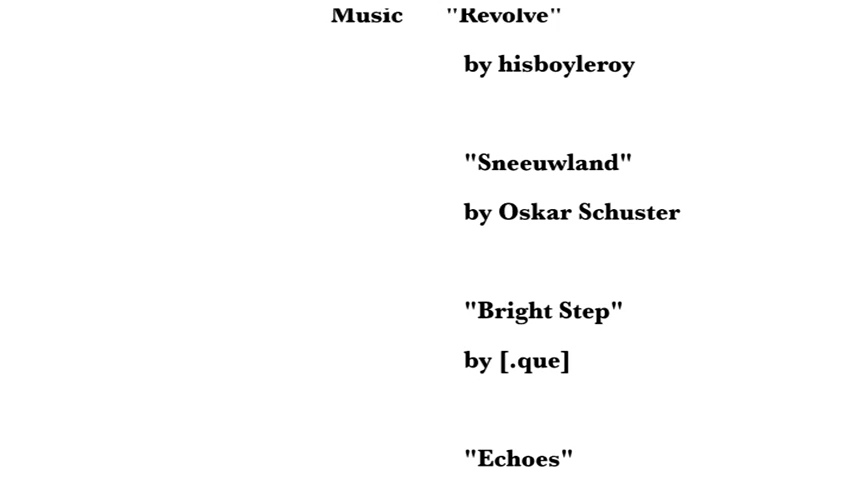 Music "Revolve"
by hisboyleroy
"Sneeuwland"
by Oskar Schuster
"Bright Step"
by [.que]
"Echoes"